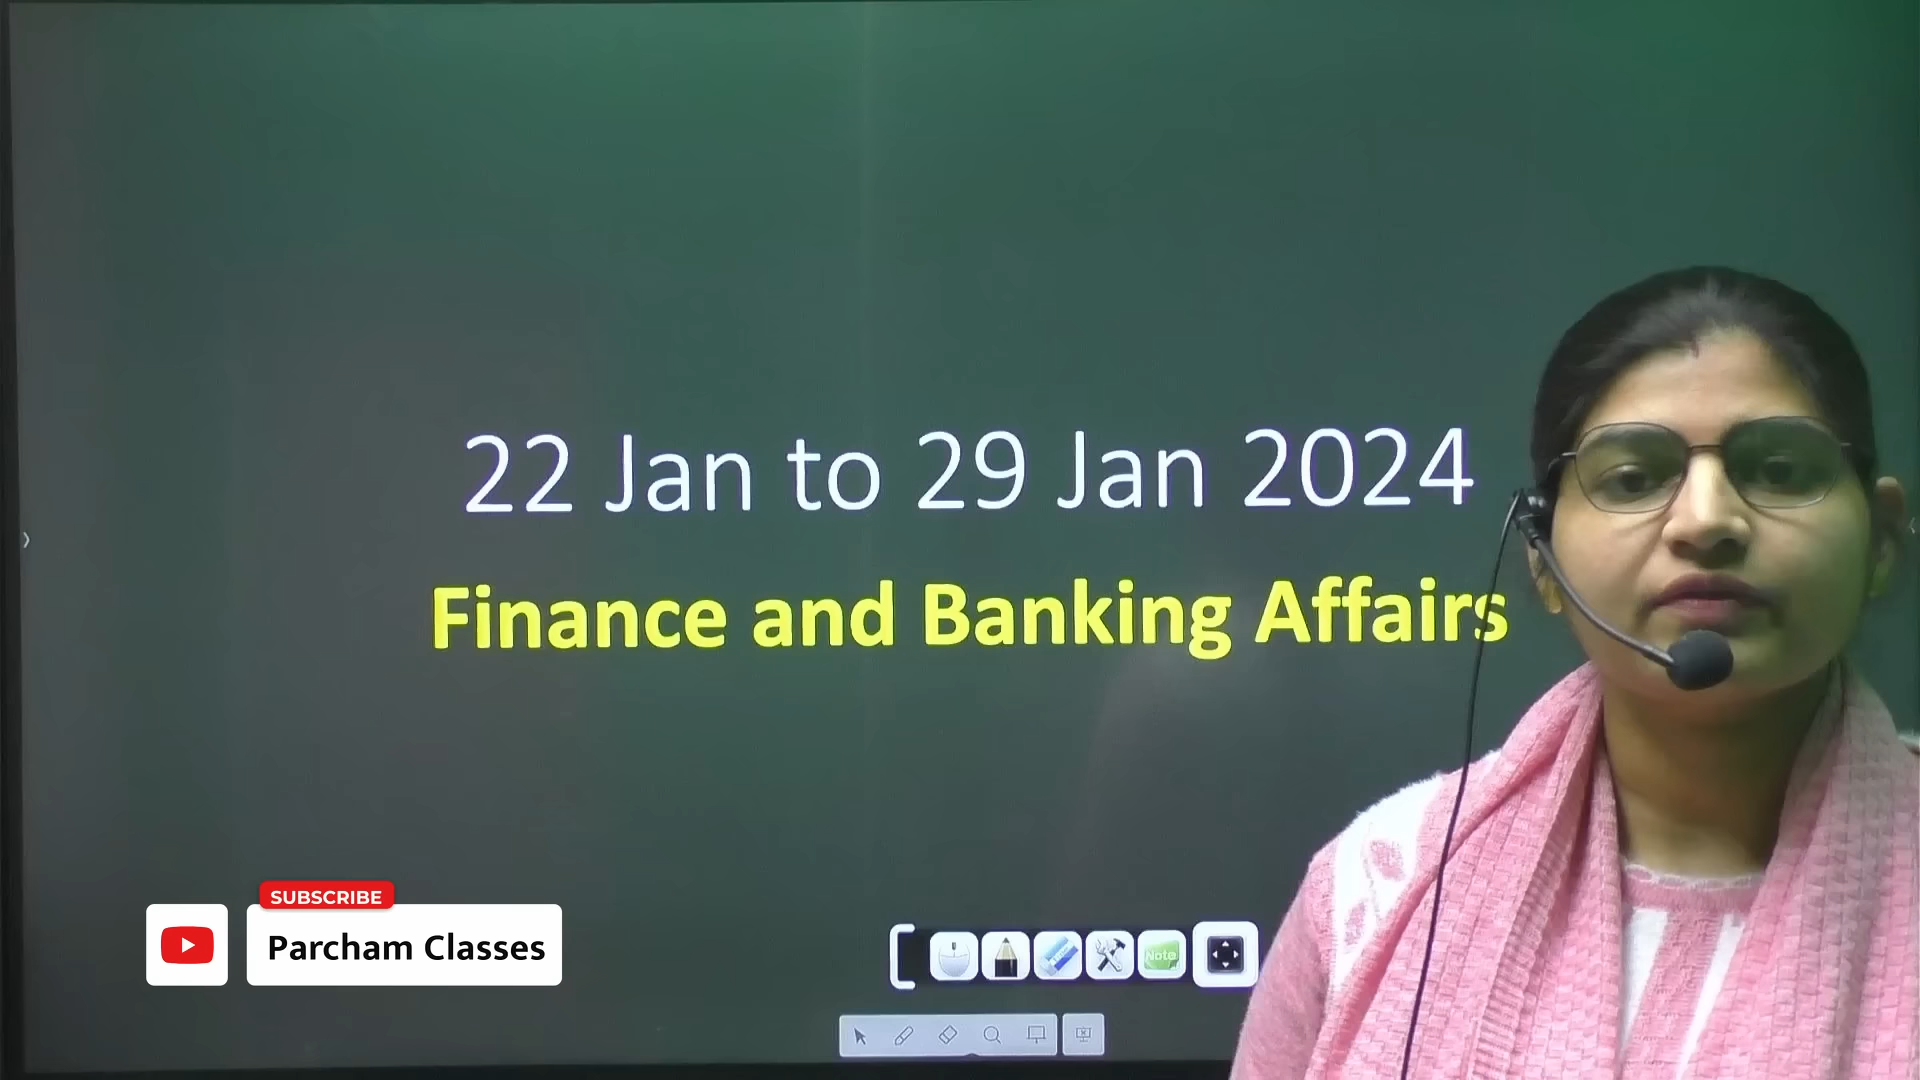 22 Jan to 29 Jan 2024
Finance and Banking Affairs
SUBSCRIBE
Parcham Classes
Note